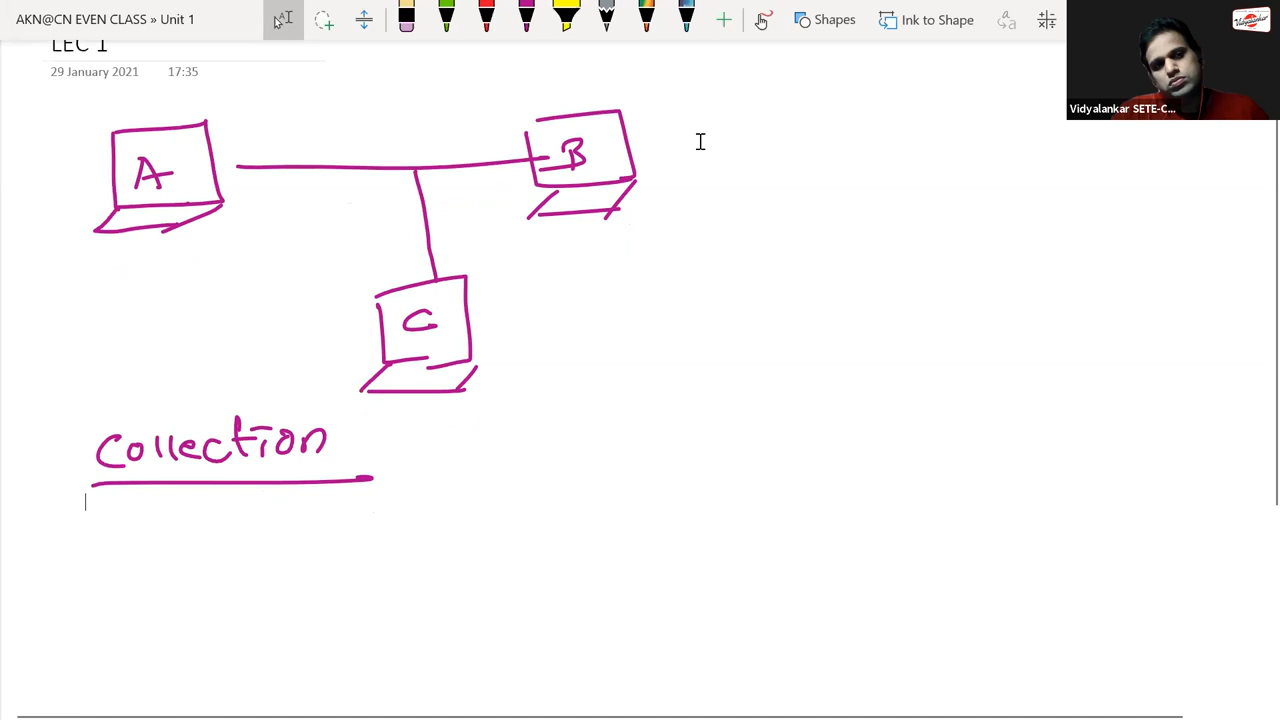 AKN@CN EVEN CLASS » Unit 1
Shapes
Ink to Shape
Vidyalankar
LEC 1
29 January 2021 17:35
Vidyalankar SETE-C...
A
B
C
Collection